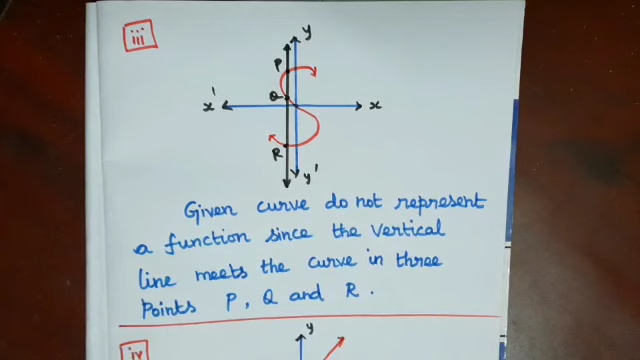 iii
y
P
Q
x' x
R
y'
Given curve do not represent
a function since the vertical
line meets the curve in three
Points P, Q and R.
iv
y